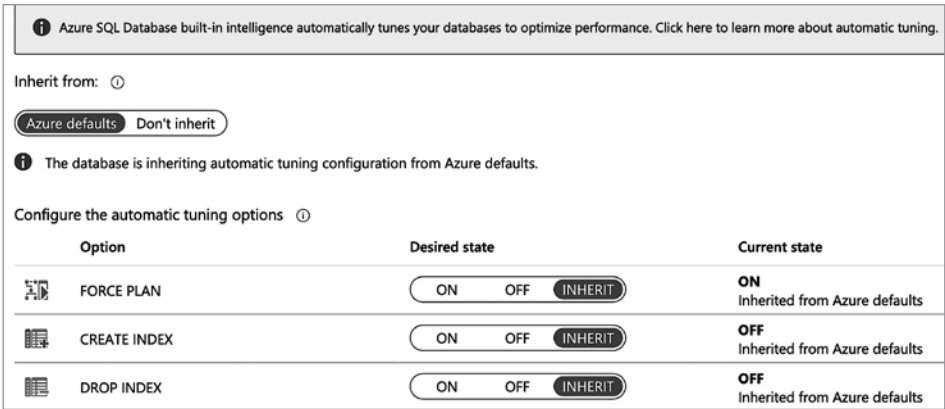 Azure SQL Database built-in intelligence automatically tunes your databases to optimize performance. Click here to learn more about automatic tuning.
Inherit from:
Azure defaults Don't inherit
The database is inheriting automatic tuning configuration from Azure defaults.
Configure the automatic tuning options
Option Desired state Current state
FORCE PLAN ON OFF INHERIT ON
Inherited from Azure defaults
CREATE INDEX ON OFF INHERIT OFF
Inherited from Azure defaults
DROP INDEX ON OFF INHERIT OFF
Inherited from Azure defaults